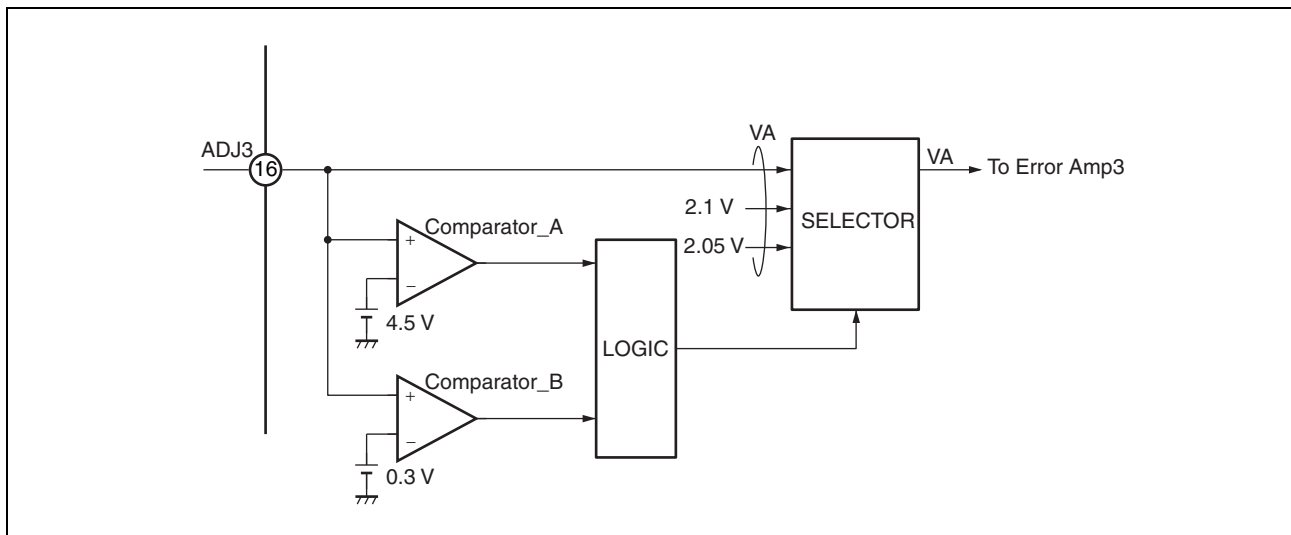 VA
ADJ3
16
VA
To Error Amp3
2.1 V
SELECTOR
Comparator_A
2.05 V
+
−
4.5 V
LOGIC
Comparator_B
+
−
0.3 V